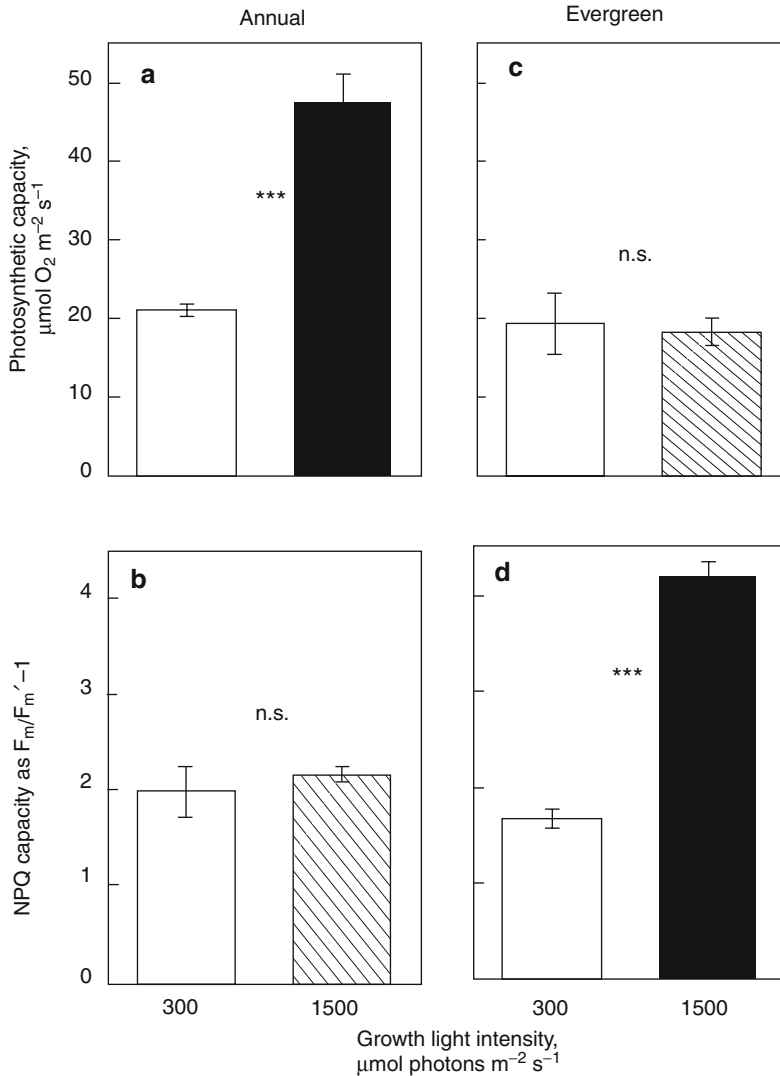 Annual
Evergreen
a
c
50
40
30
20
10
0
Photosynthetic capacity,
μmol O₂ m⁻² s⁻¹
***
n.s.
b
d
4
3
2
1
0
NPQ capacity as Fₘ/Fₘ′–1
n.s.
***
300
1500
300
1500
Growth light intensity,
μmol photons m⁻² s⁻¹